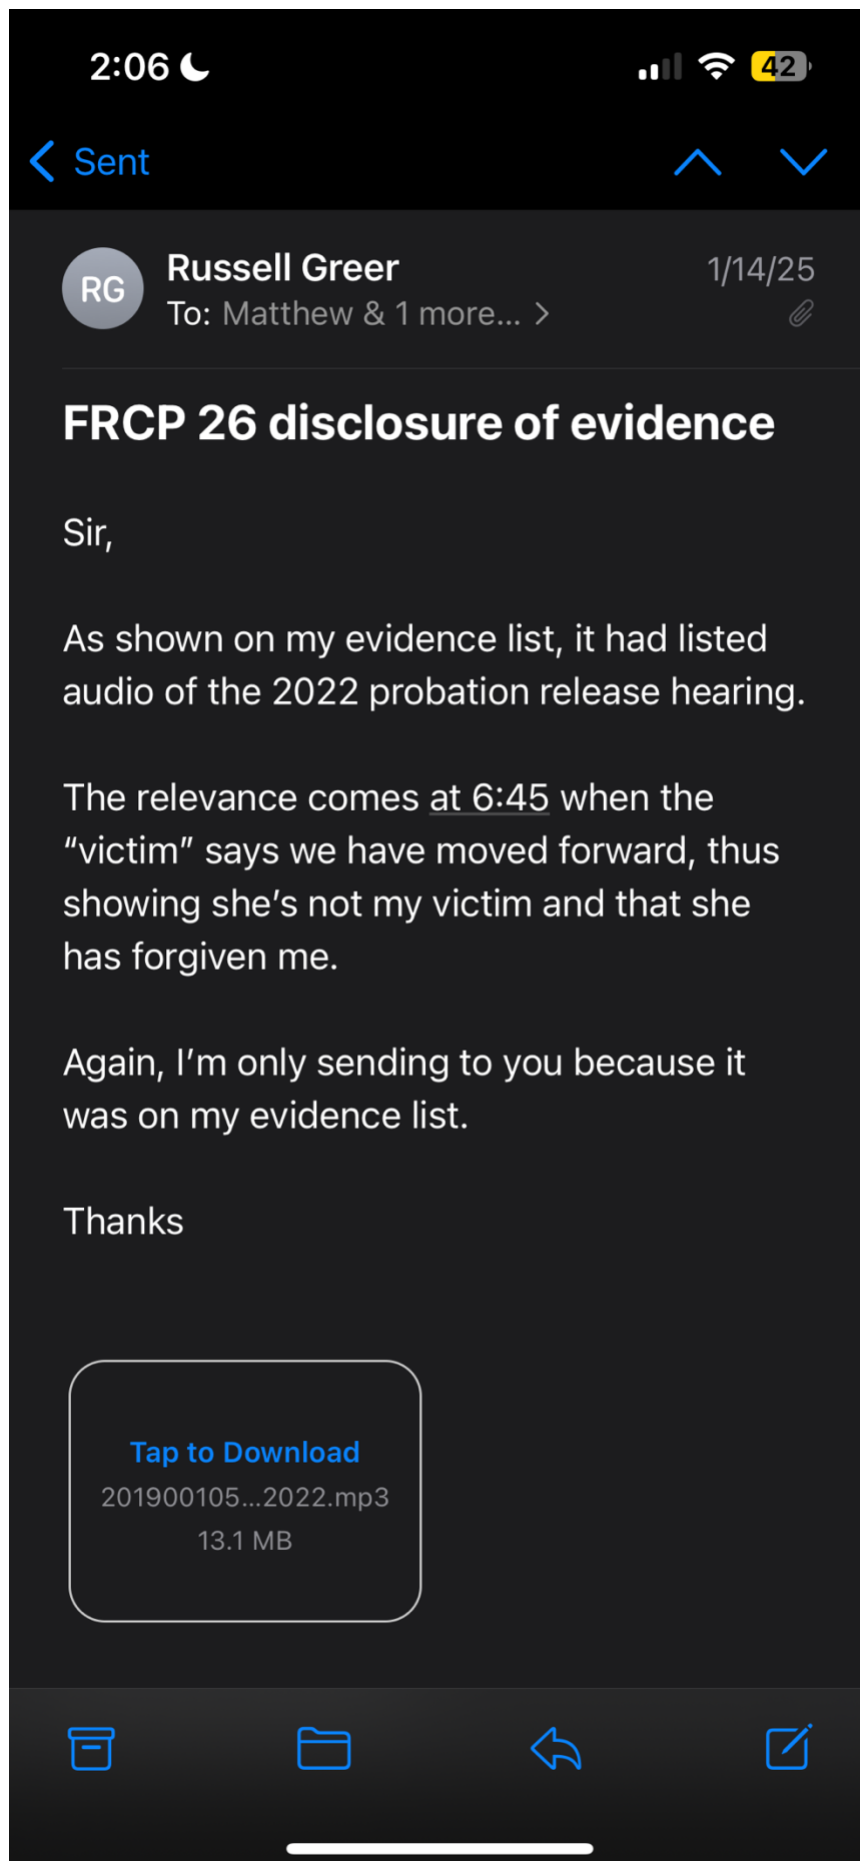 2:06
42
Sent
RG
Russell Greer
1/14/25
To: Matthew & 1 more...
FRCP 26 disclosure of evidence
Sir,
As shown on my evidence list, it had listed
audio of the 2022 probation release hearing.
The relevance comes at 6:45 when the
“victim” says we have moved forward, thus
showing she’s not my victim and that she
has forgiven me.
Again, I’m only sending to you because it
was on my evidence list.
Thanks
Tap to Download
201900105...2022.mp3
13.1 MB